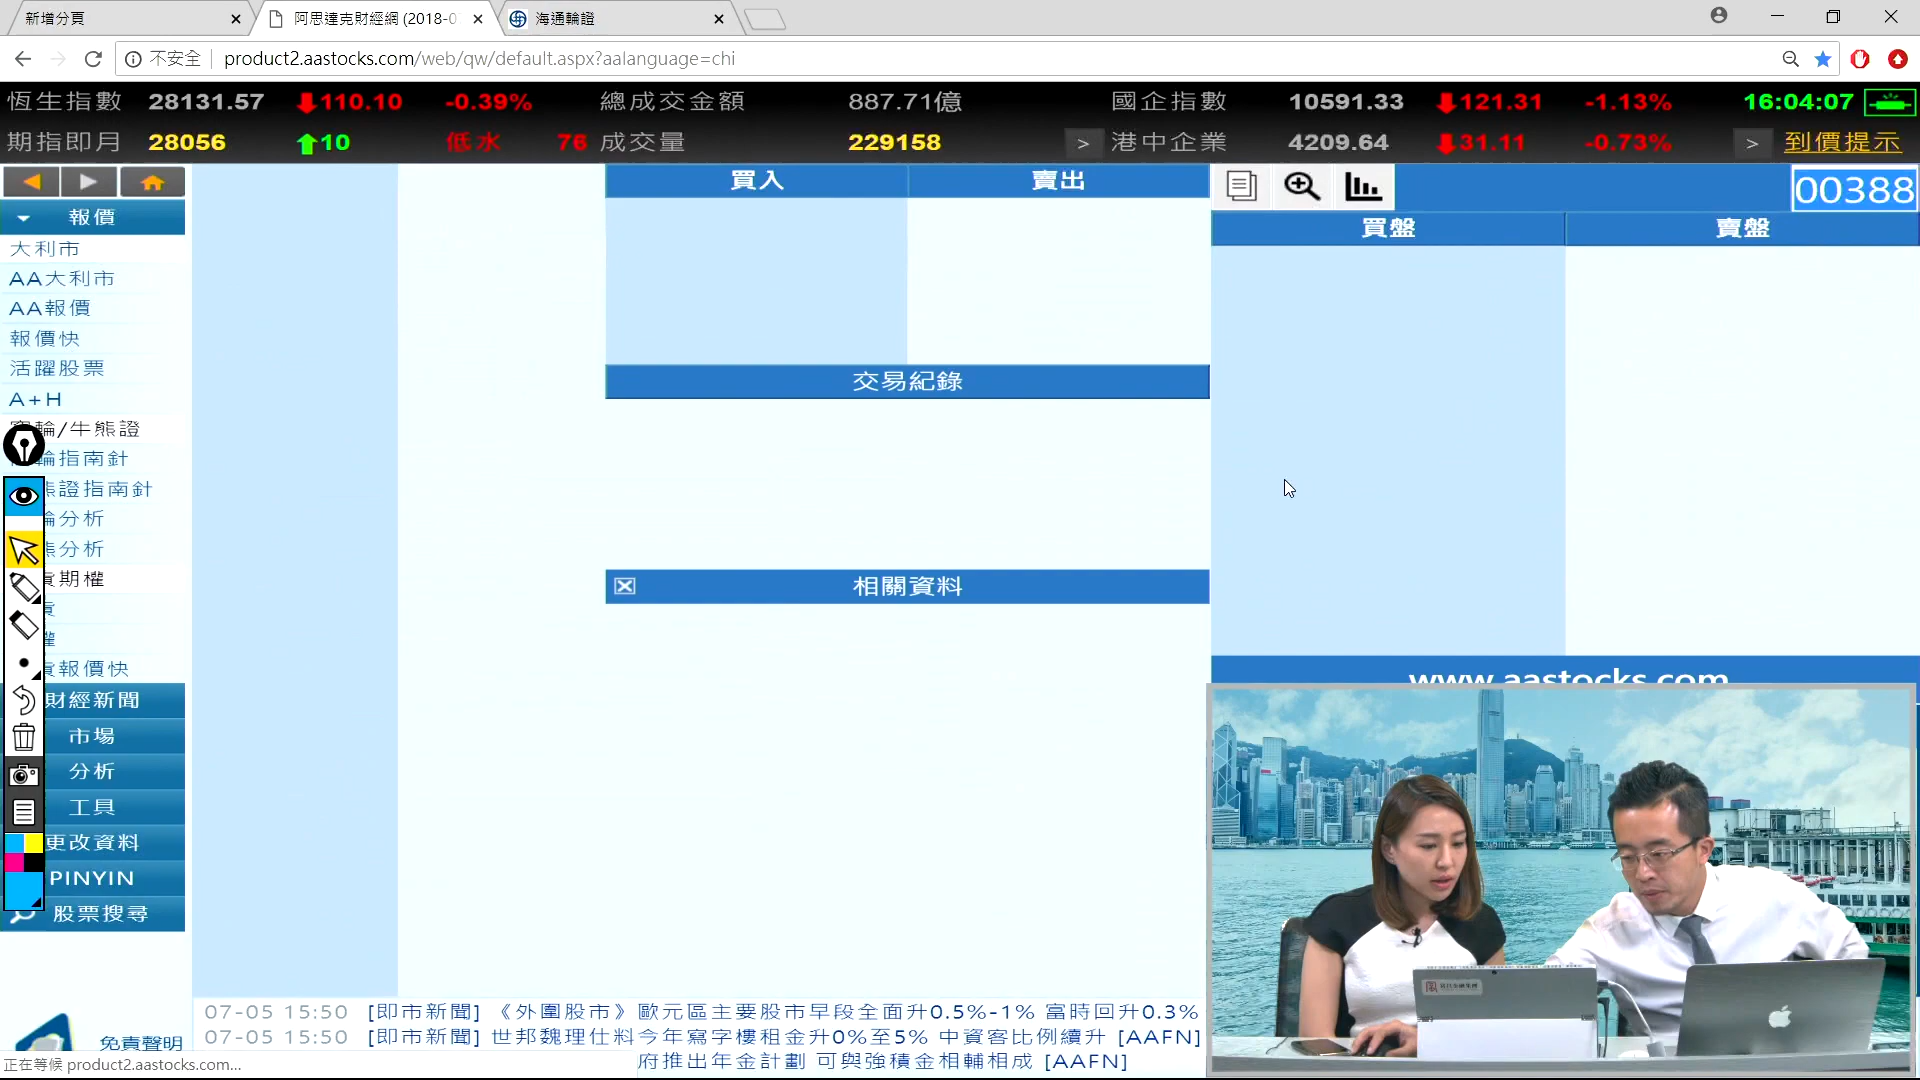 新增分頁
阿思達克財經網 (2018-0
海通輪證
不安全 product2.aastocks.com/web/qw/default.aspx?aalanguage=chi
恆生指數 28131.57 110.10 -0.39% 總成交金額 887.71億 國企指數 10591.33 121.31 -1.13% 16:04:07
期指即月 28056 10 低水 76 成交量 229158 > 港中企業 4209.64 31.11 -0.73% > 到價提示
買入 賣出
00388
買盤 賣盤
報價
大利市
AA大利市
AA報價
報價快
活躍股票
A+H
輪/牛熊證
輪指南針
熊證指南針
輪分析
熊分析
貨期權
貨
權
貨報價快
財經新聞
市場
分析
工具
更改資料
PINYIN
股票搜尋
免責聲明
交易紀錄
相關資料
www.aastocks.com
07-05 15:50 [即市新聞] 《外圍股市》歐元區主要股市早段全面升0.5%-1% 富時回升0.3%
07-05 15:50 [即市新聞] 世邦魏理仕料今年寫字樓租金升0%至5% 中資客比例續升 [AAFN]
府推出年金計劃 可與強積金相輔相成 [AAFN]
正在等候 product2.aastocks.com...